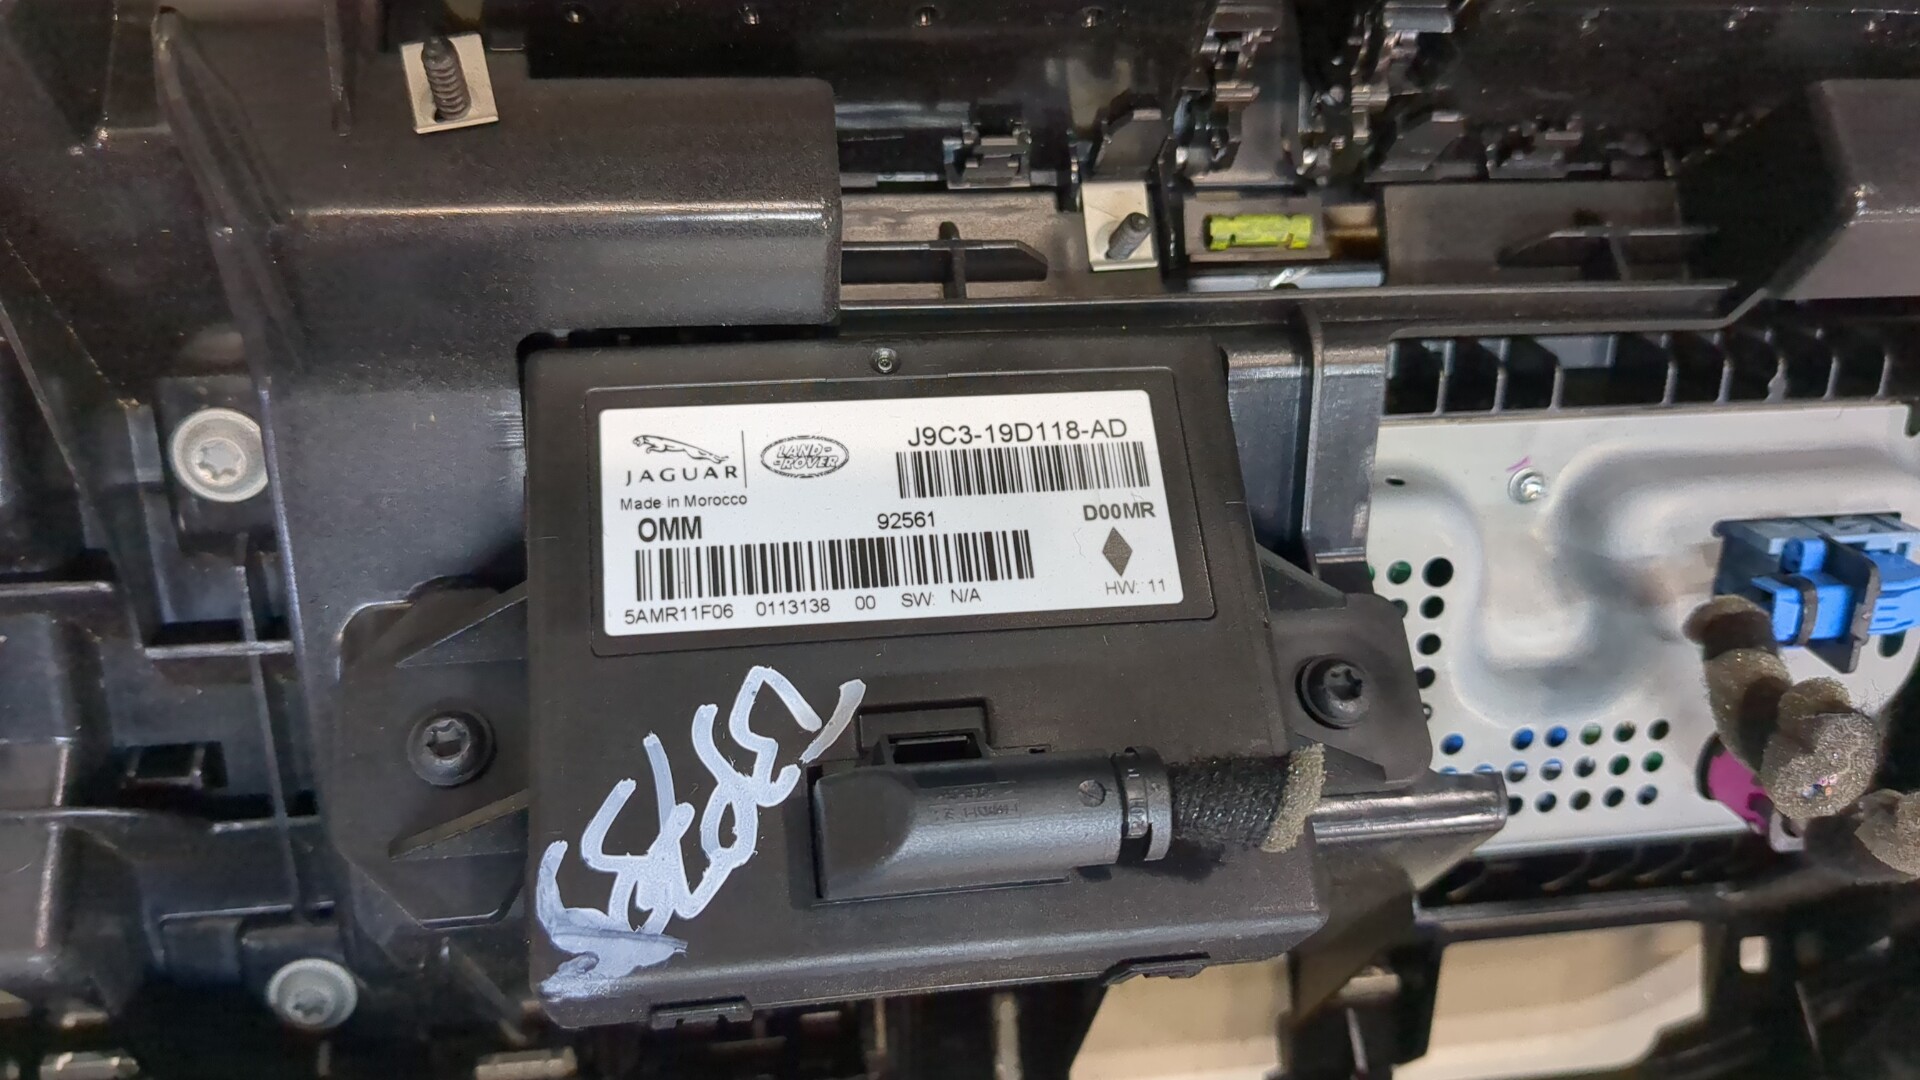 J9C3-19D118-AD
JAGUAR
LAND-
-ROVER
Made in Morocco
OMM
92561
D00MR
5AMR11F06 0113138 00 SW: N/A
HW: 11